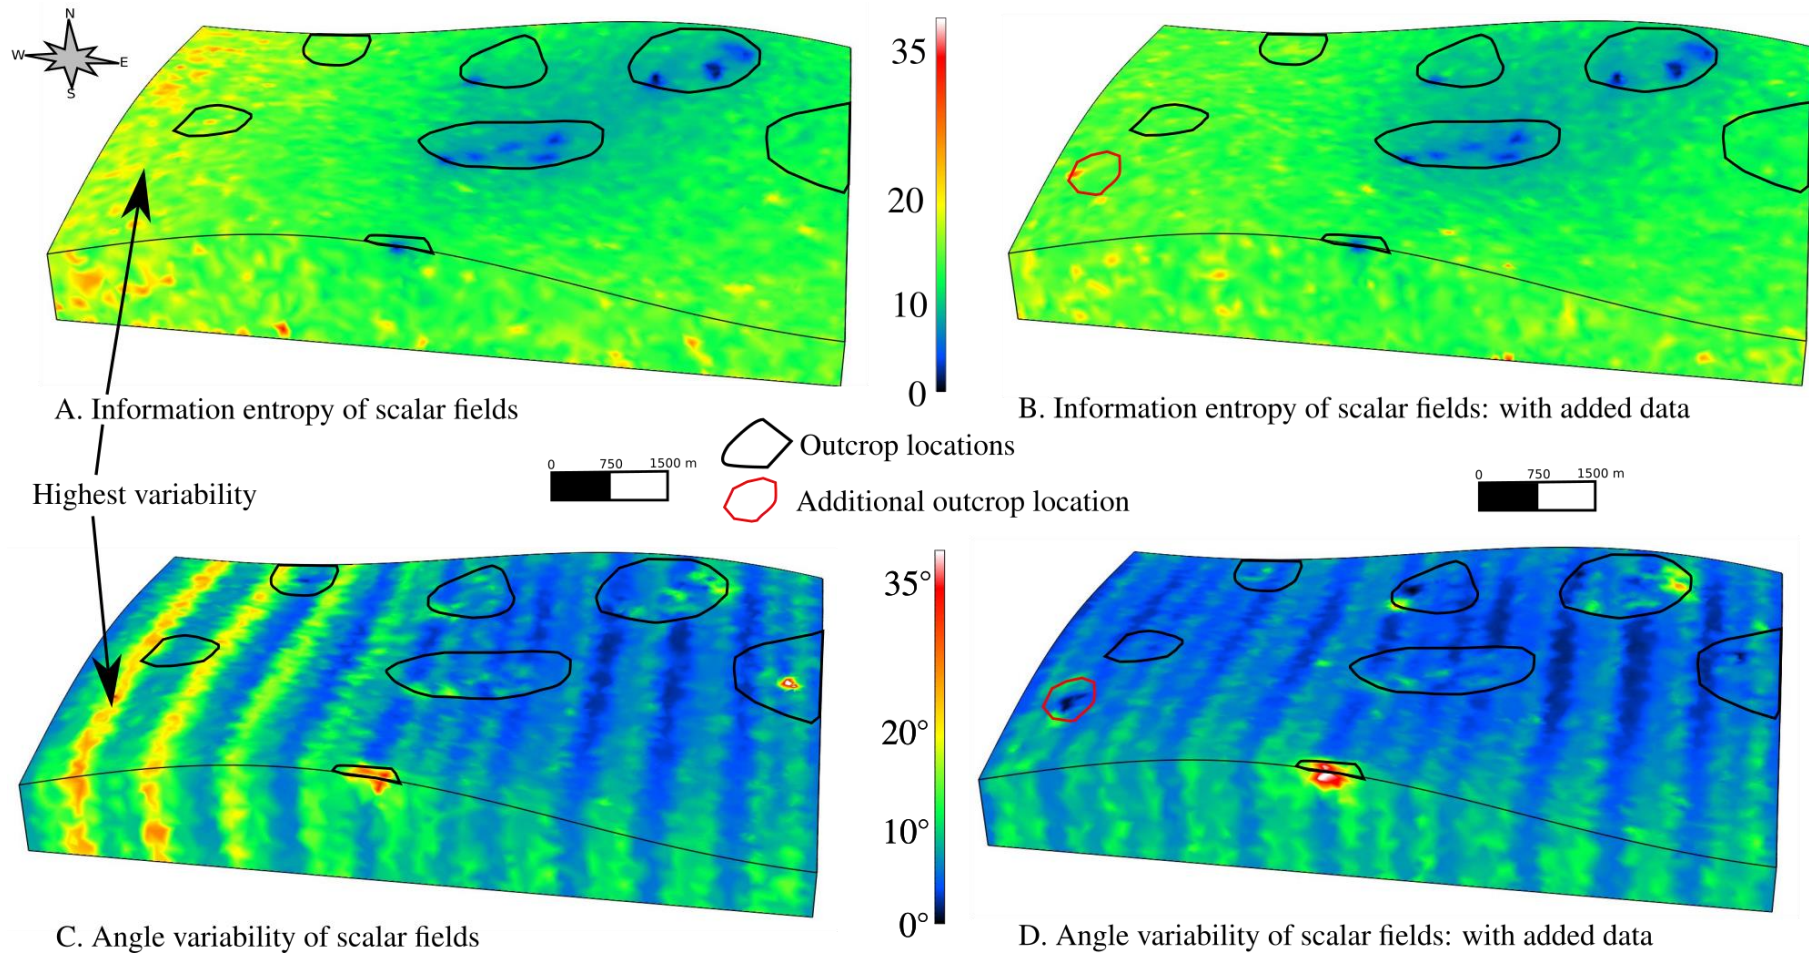 N
W
E
S
35
20
10
0
A. Information entropy of scalar fields
B. Information entropy of scalar fields: with added data
Outcrop locations
0 750 1500 m
0 750 1500 m
Highest variability
Additional outcrop location
35°
20°
10°
0°
C. Angle variability of scalar fields
D. Angle variability of scalar fields: with added data